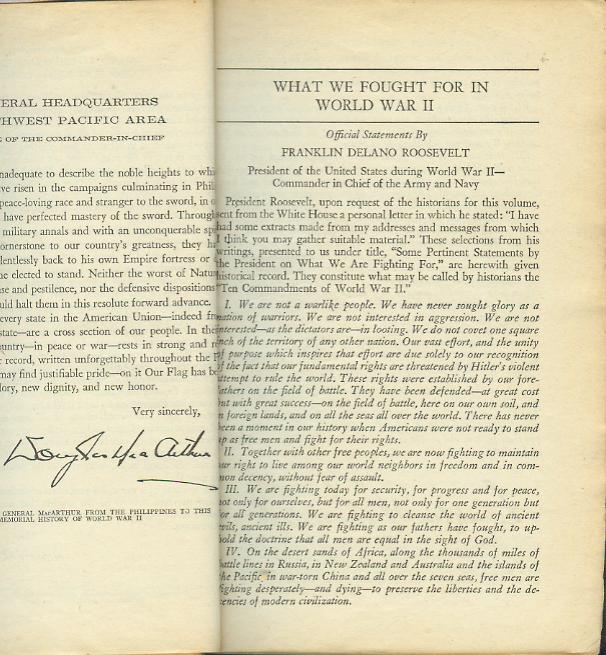 ERAL HEADQUARTERS
HWEST PACIFIC AREA
E OF THE COMMANDER-IN-CHIEF
nadequate to describe the noble heights to whi
ve risen in the campaigns culminating in Phil
peace-loving race and stranger to the sword, in o
have perfected mastery of the sword. Through
military annals and with an unconquerable sp
ornerstone to our country's greatness, they h
lentlessly back to his own Empire fortress or
he elected to stand. Neither the worst of Natu
se and pestilence, nor the defensive dispositions
uld halt them in this resolute forward advance.
every state in the American Union—indeed fr
state—are a cross section of our people. In the
ountry—in peace or war—rests in strong and r
r record, written unforgettably throughout the P
may find justifiable pride—on it Our Flag has be
lory, new dignity, and new honor.
Very sincerely,
Douglas MacArthur
GENERAL MacARTHUR FROM THE PHILIPPINES TO THIS
MEMORIAL HISTORY OF WORLD WAR II
WHAT WE FOUGHT FOR IN
WORLD WAR II
Official Statements By
FRANKLIN DELANO ROOSEVELT
President of the United States during World War II—
Commander in Chief of the Army and Navy
President Roosevelt, upon request of the historians for this volume,
sent from the White House a personal letter in which he stated: "I have
had some extracts made from my addresses and messages from which
I think you may gather suitable material." These selections from his
writings, presented to us under title, "Some Pertinent Statements by
the President on What We Are Fighting For," are herewith given
historical record. They constitute what may be called by historians the
"Ten Commandments of World War II."
I. We are not a warlike people. We have never sought glory as a
nation of warriors. We are not interested in aggression. We are not
interested—as the dictators are—in looting. We do not covet one square
inch of the territory of any other nation. Our vast effort, and the unity
of purpose which inspires that effort are due solely to our recognition
of the fact that our fundamental rights are threatened by Hitler's violent
attempt to rule the world. These rights were established by our fore-
fathers on the field of battle. They have been defended—at great cost
but with great success—on the field of battle, here on our own soil, and
in foreign lands, and on all the seas all over the world. There has never
been a moment in our history when Americans were not ready to stand
up as free men and fight for their rights.
II. Together with other free peoples, we are now fighting to maintain
our right to live among our world neighbors in freedom and in com-
mon decency, without fear of assault.
III. We are fighting today for security, for progress and for peace,
not only for ourselves, but for all men, not only for one generation but
for all generations. We are fighting to cleanse the world of ancient
evils, ancient ills. We are fighting as our fathers have fought, to up-
hold the doctrine that all men are equal in the sight of God.
IV. On the desert sands of Africa, along the thousands of miles of
battle lines in Russia, in New Zealand and Australia and the islands of
the Pacific, in war-torn China and all over the seven seas, free men are
fighting desperately—and dying—to preserve the liberties and the de-
cencies of modern civilization.